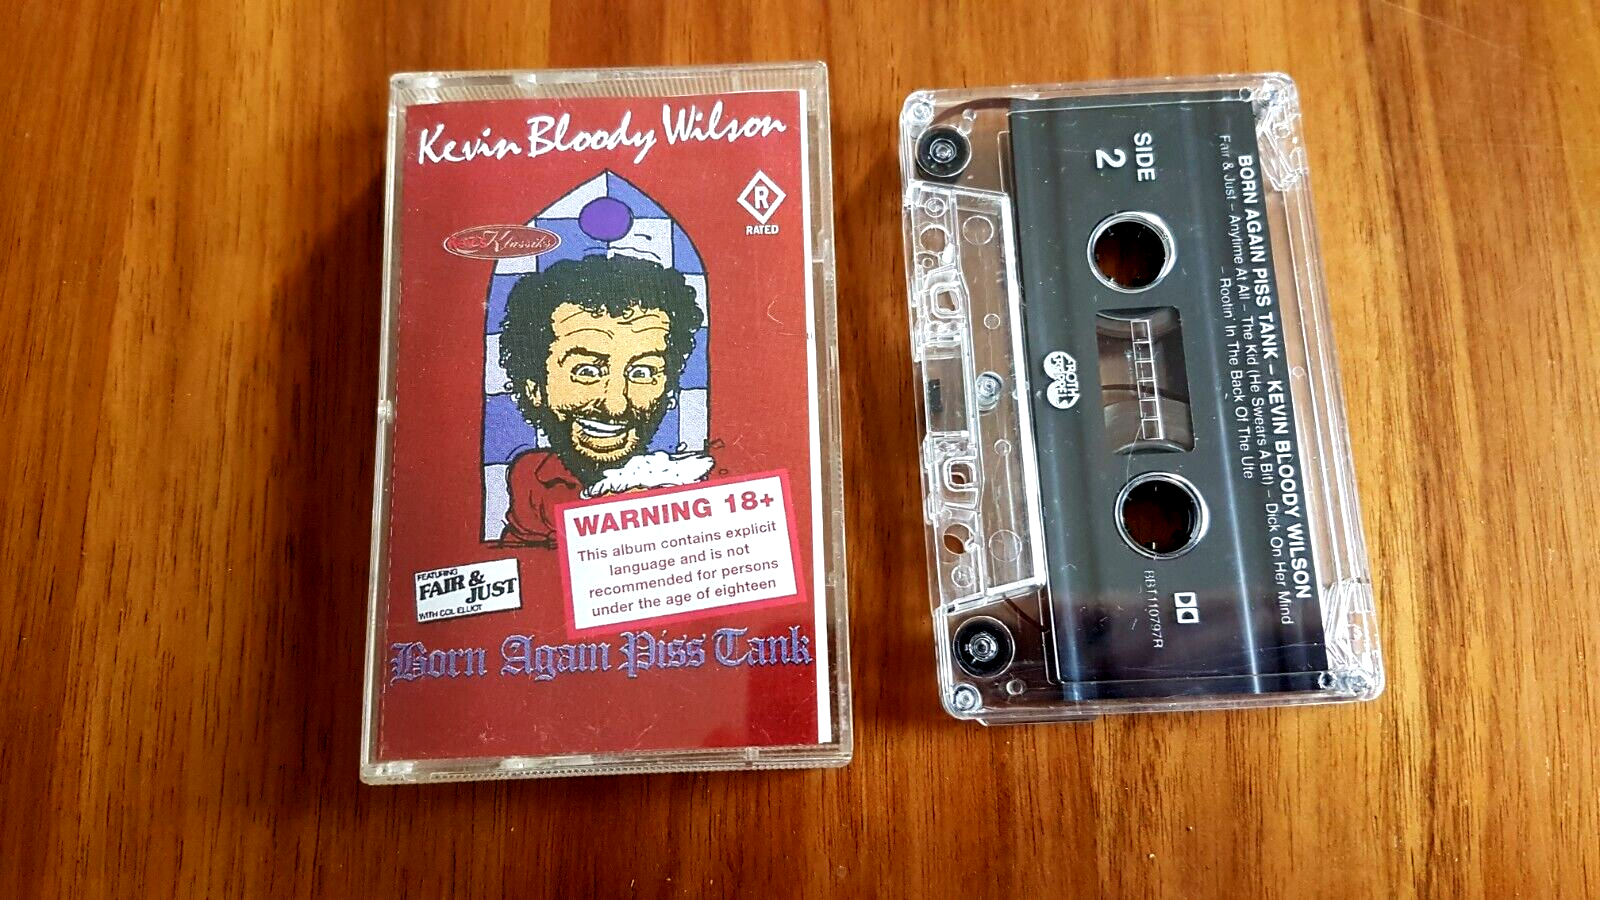 Kevin Bloody Wilson
R
RATED
Klassiks
FEATURING
FAIR &
JUST
WITH COL ELLIOT
WARNING 18+
This album contains explicit
language and is not
recommended for persons
under the age of eighteen
Born Again Piss Tank
SIDE
2
BORN AGAIN PISS TANK – KEVIN BLOODY WILSON
Fair & Just – Anytime At All – The Kid (He Swears A Bit) – Dick On Her Mind
– Rootin' In The Back Of The Ute
BOTH
BARREL
BBT110797R